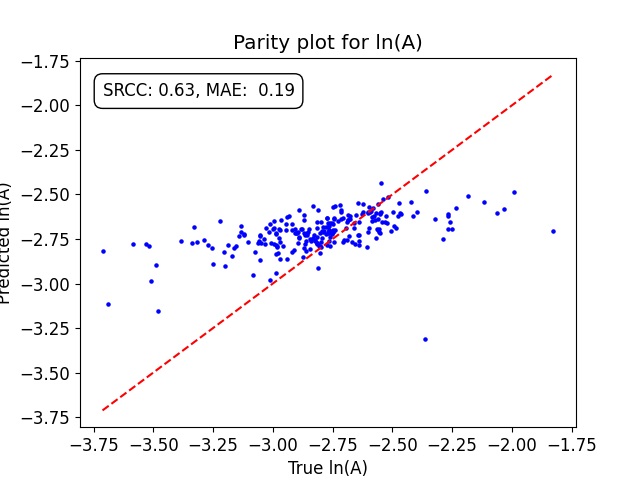 Parity plot for ln(A)
SRCC: 0.63, MAE:  0.19
−1.75
−2.00
−2.25
−2.50
−2.75
−3.00
−3.25
−3.50
−3.75
Predicted ln(A)
−3.75 −3.50 −3.25 −3.00 −2.75 −2.50 −2.25 −2.00 −1.75
True ln(A)